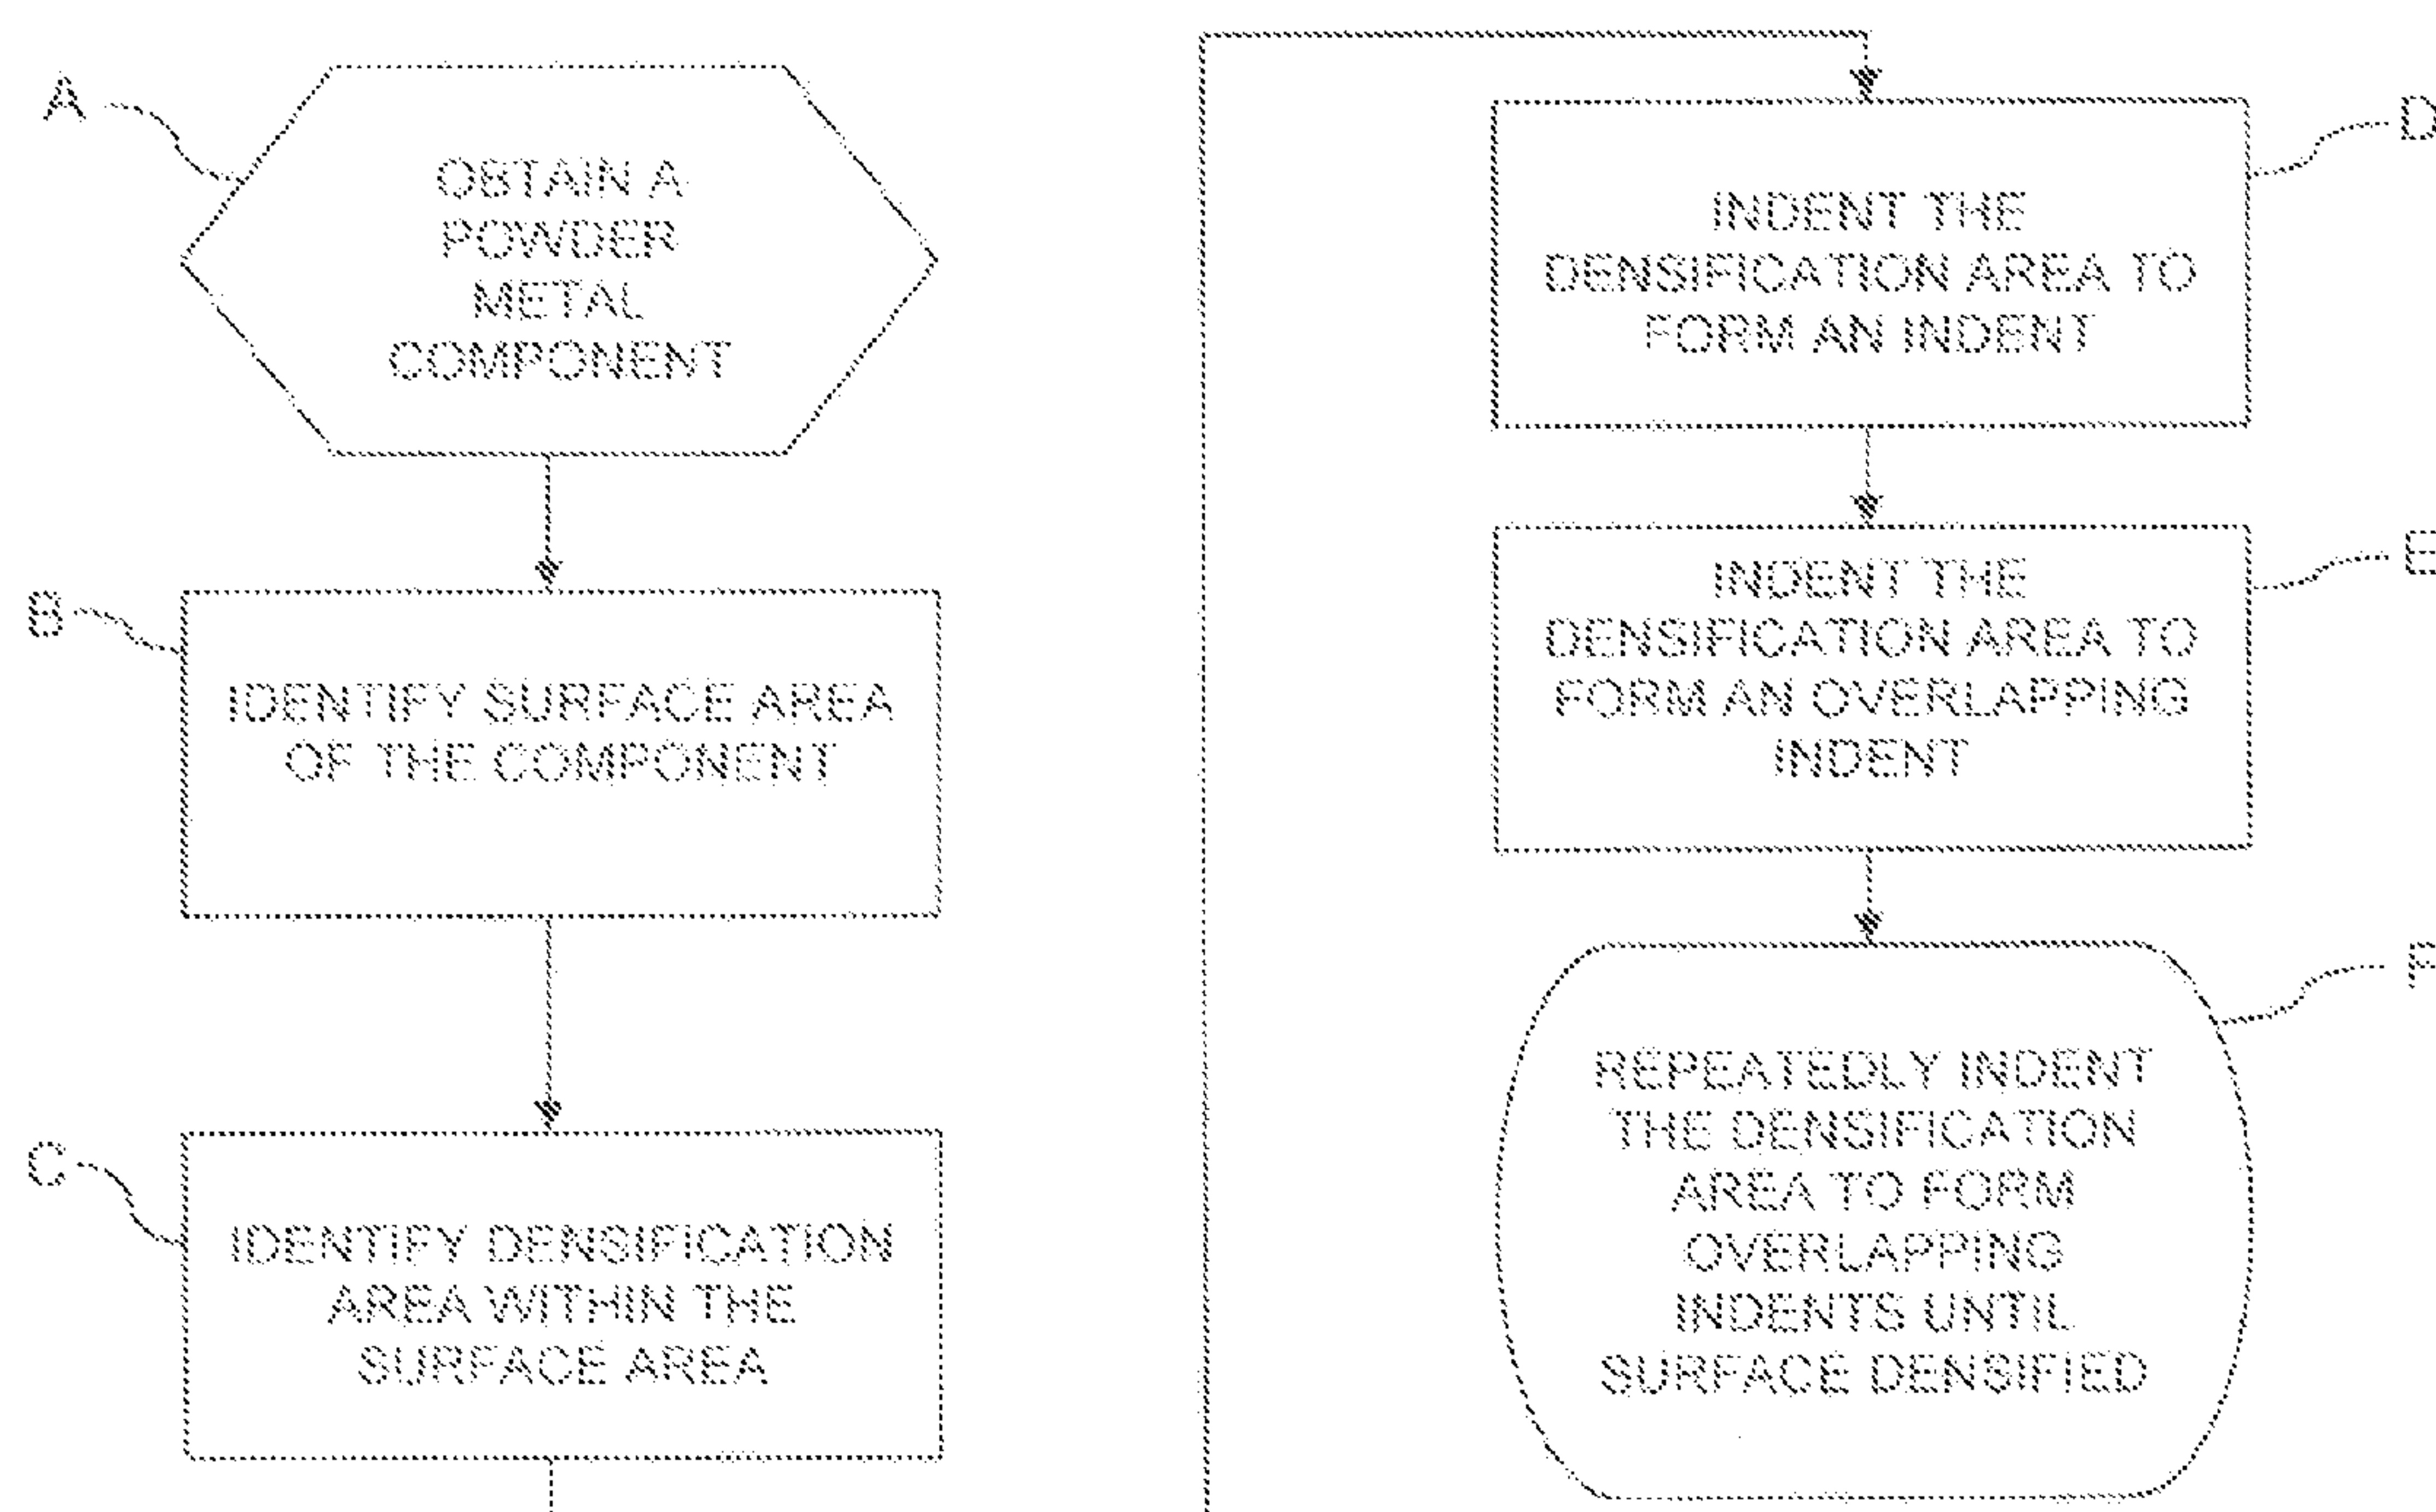 A
OBTAIN A
POWDER
METAL
COMPONENT
B
IDENTIFY SURFACE AREA
OF THE COMPONENT
C
IDENTIFY DENSIFICATION
AREA WITHIN THE
SURFACE AREA
D
INDENT THE
DENSIFICATION AREA TO
FORM AN INDENT
E
INDENT THE
DENSIFICATION AREA TO
FORM AN OVERLAPPING
INDENT
F
REPEATEDLY INDENT
THE DENSIFICATION
AREA TO FORM
OVERLAPPING
INDENTS UNTIL
SURFACE DENSIFIED